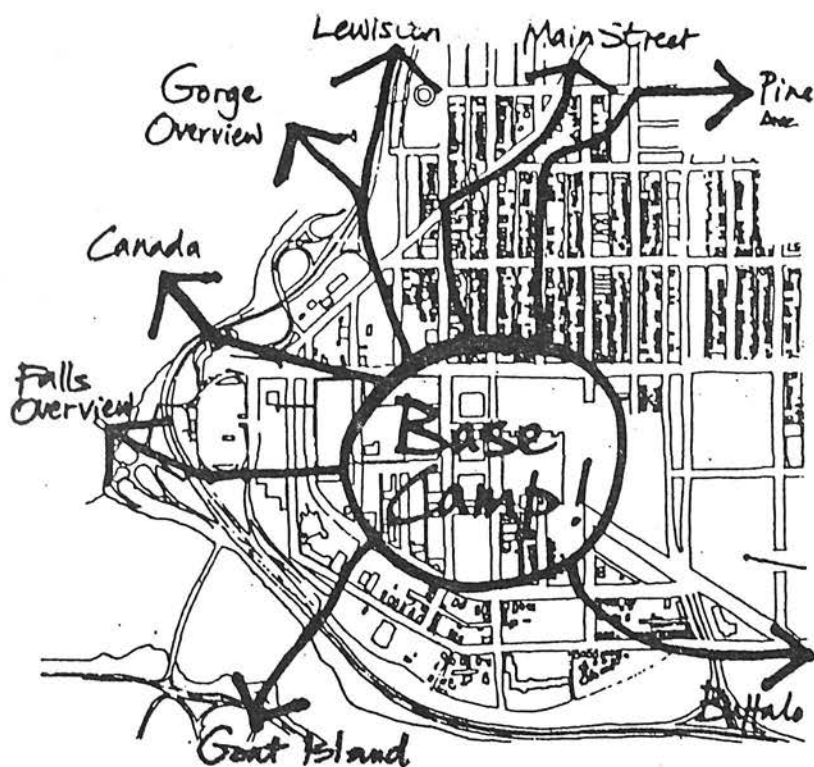 Lewiston
Main Street
Gorge
Overview
Pine
Ave
Canada
Falls
Overview
Base
Camp!
Buffalo
Goat Island